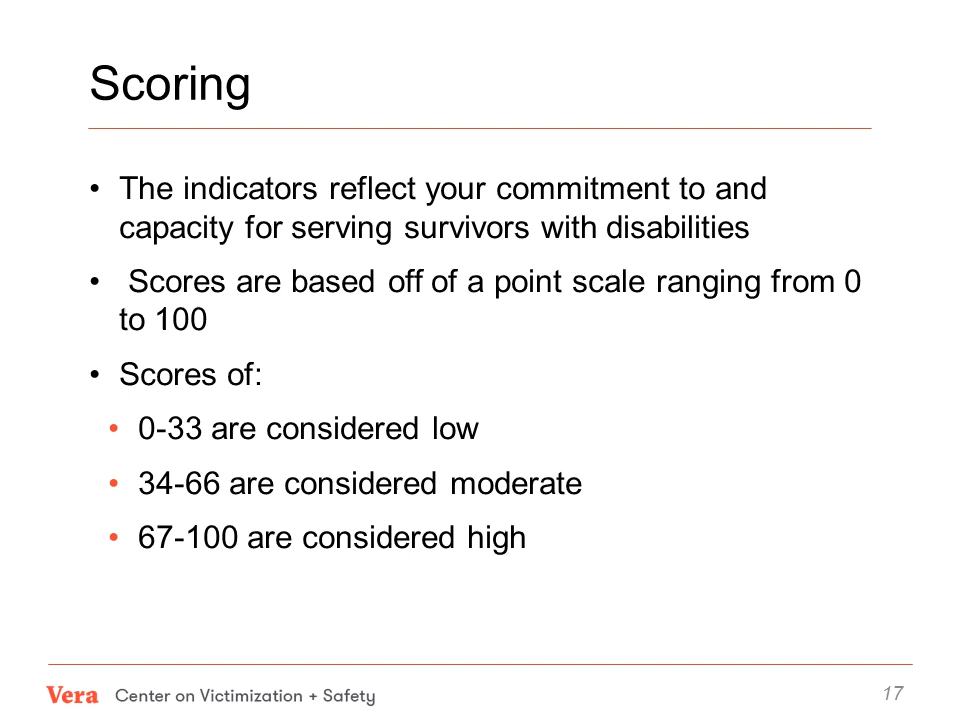 Scoring
• The indicators reflect your commitment to and
capacity for serving survivors with disabilities
• Scores are based off of a point scale ranging from 0
to 100
• Scores of:
• 0-33 are considered low
• 34-66 are considered moderate
• 67-100 are considered high
Vera Center on Victimization + Safety
17